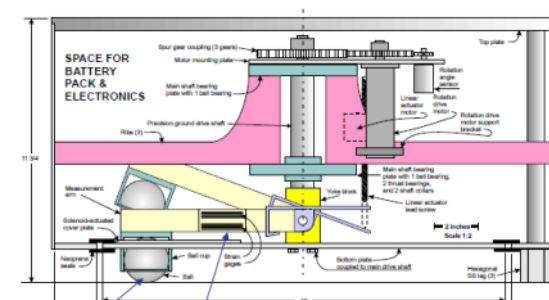 Spur gear coupling (3 gears)
Motor mounting plate
Top plate
SPACE FOR
BATTERY
PACK &
ELECTRONICS
Main shaft bearing
plate with 1 ball bearing
Rotation
angle
sensor
Linear
actuator
motor
Rotation
drive
motor
Precision ground drive shaft
Rotation drive
motor support
bracket
Ribs (3)
11 3/4
Main shaft bearing
plate with 1 ball bearing,
2 thrust bearings,
and 2 shaft collars
Measurement
arm
Yoke block
Linear actuator
lead screw
Solenoid-actuated
cover plate
2 Inches
Scale 1:2
Neoprene
seals
Ball cup
Ball
Strain
gages
Bottom plate
coupled to main drive shaft
Hexagonal
SS leg (3)